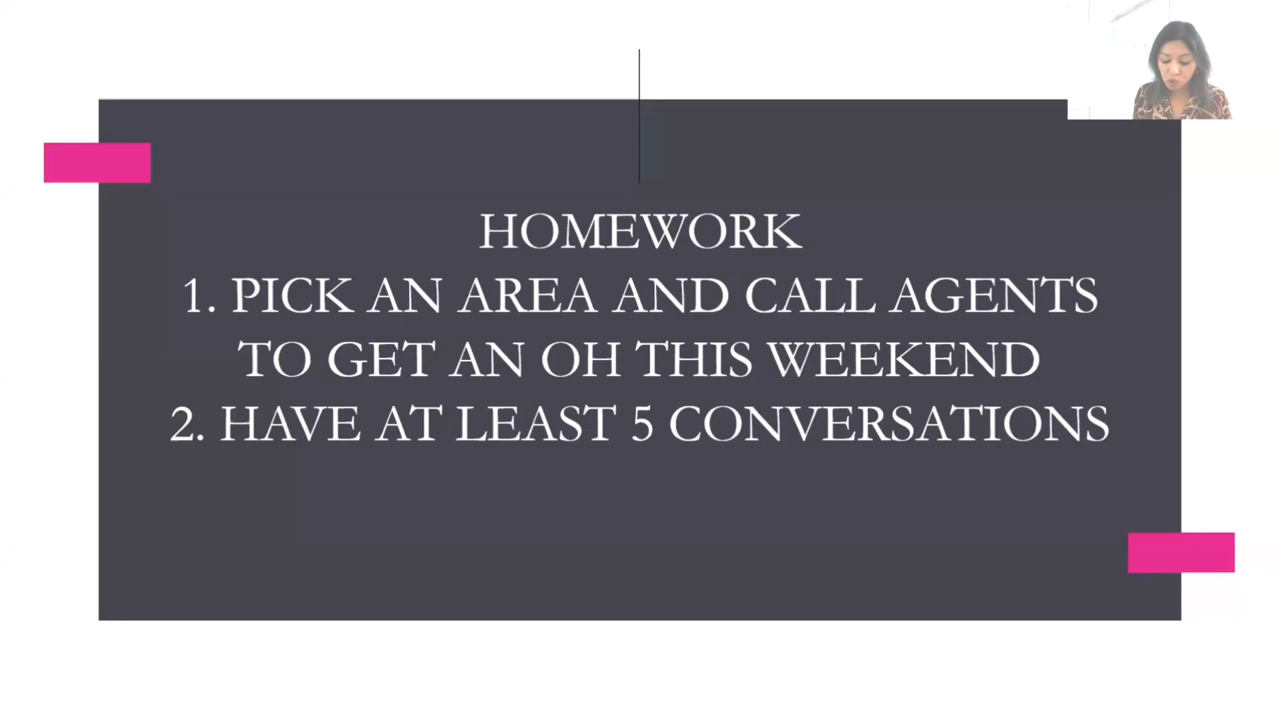 HOMEWORK
1. PICK AN AREA AND CALL AGENTS
TO GET AN OH THIS WEEKEND
2. HAVE AT LEAST 5 CONVERSATIONS